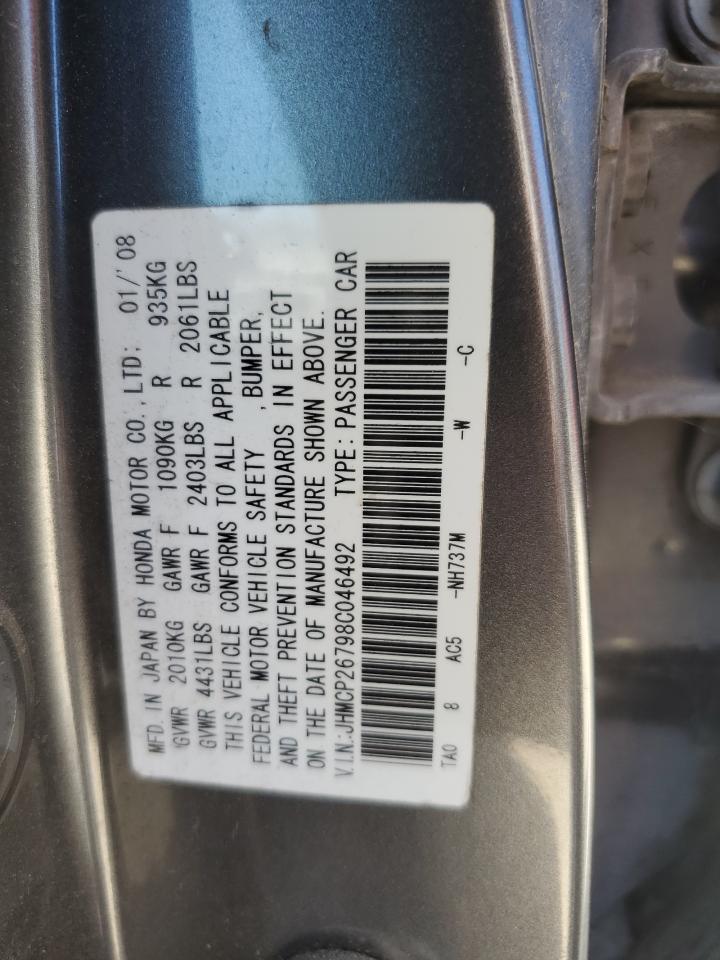 MFD. IN JAPAN BY HONDA MOTOR CO., LTD: 01/'08
GVWR 2010KG GAWR F 1090KG R 935KG
GVWR 4431LBS GAWR F 2403LBS R 2061LBS
THIS VEHICLE CONFORMS TO ALL APPLICABLE
FEDERAL MOTOR VEHICLE SAFETY , BUMPER,
AND THEFT PREVENTION STANDARDS IN EFFECT
ON THE DATE OF MANUFACTURE SHOWN ABOVE.
V.I.N.:JHMCP26798C046492 TYPE: PASSENGER CAR
TA0 8 AC5 -NH737M -W -C